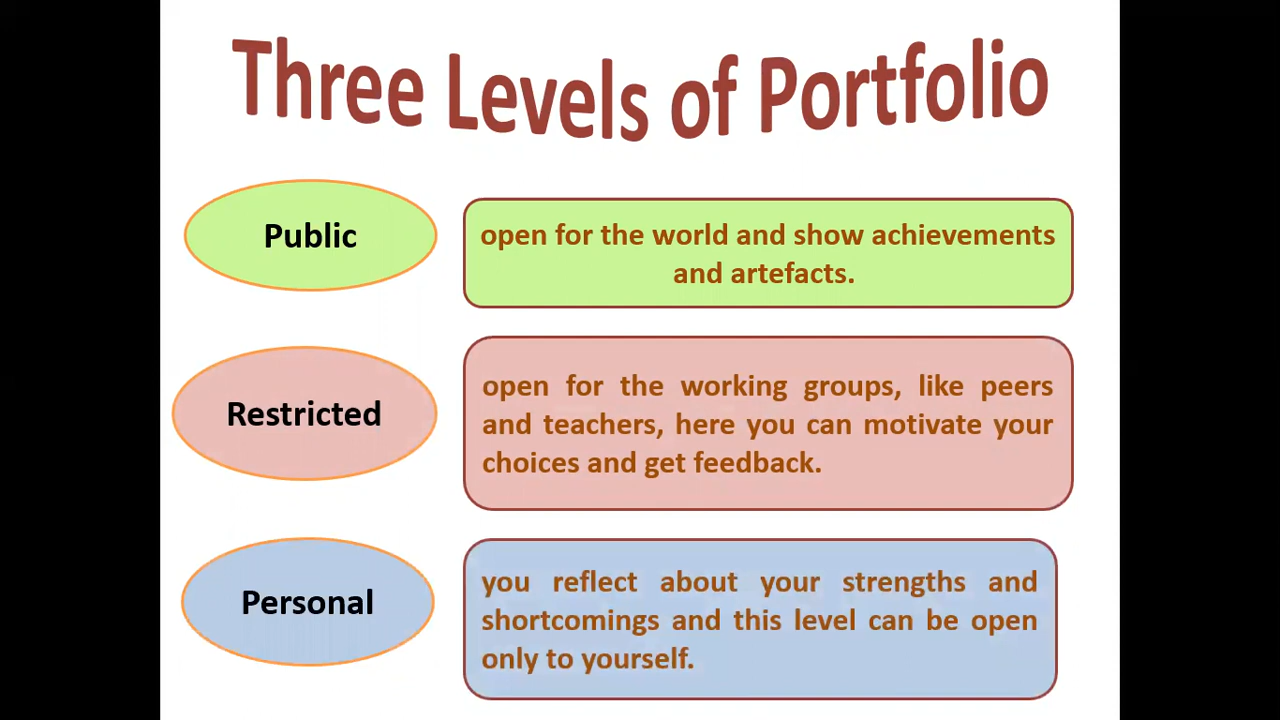 Three Levels of Portfolio
Public
open for the world and show achievements
and artefacts.
Restricted
open for the working groups, like peers
and teachers, here you can motivate your
choices and get feedback.
Personal
you reflect about your strengths and
shortcomings and this level can be open
only to yourself.